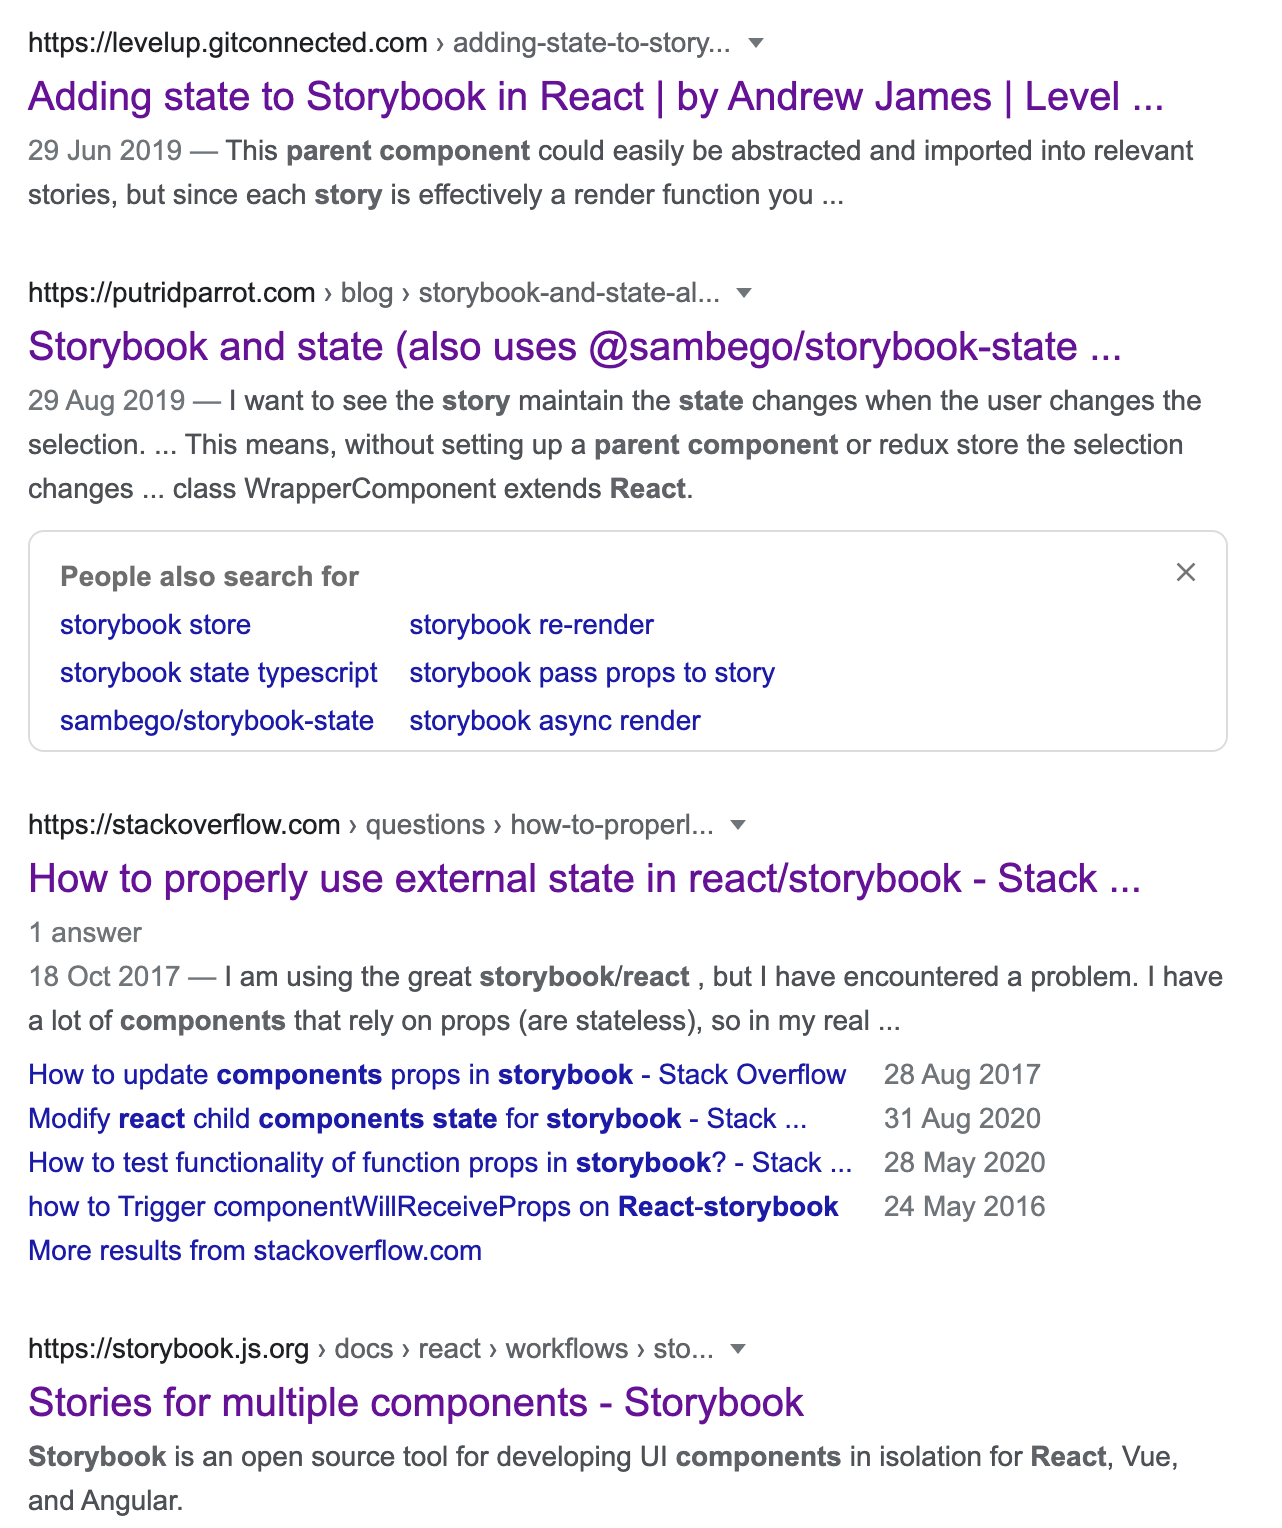 https://levelup.gitconnected.com › adding-state-to-story...
Adding state to Storybook in React | by Andrew James | Level ...
29 Jun 2019 — This parent component could easily be abstracted and imported into relevant
stories, but since each story is effectively a render function you ...
https://putridparrot.com › blog › storybook-and-state-al...
Storybook and state (also uses @sambego/storybook-state ...
29 Aug 2019 — I want to see the story maintain the state changes when the user changes the
selection. ... This means, without setting up a parent component or redux store the selection
changes ... class WrapperComponent extends React.
People also search for
storybook store storybook re-render
storybook state typescript storybook pass props to story
sambego/storybook-state storybook async render
https://stackoverflow.com › questions › how-to-properl...
How to properly use external state in react/storybook - Stack ...
1 answer
18 Oct 2017 — I am using the great storybook/react , but I have encountered a problem. I have
a lot of components that rely on props (are stateless), so in my real ...
How to update components props in storybook - Stack Overflow 28 Aug 2017
Modify react child components state for storybook - Stack ... 31 Aug 2020
How to test functionality of function props in storybook? - Stack ... 28 May 2020
how to Trigger componentWillReceiveProps on React-storybook 24 May 2016
More results from stackoverflow.com
https://storybook.js.org › docs › react › workflows › sto...
Stories for multiple components - Storybook
Storybook is an open source tool for developing UI components in isolation for React, Vue,
and Angular.